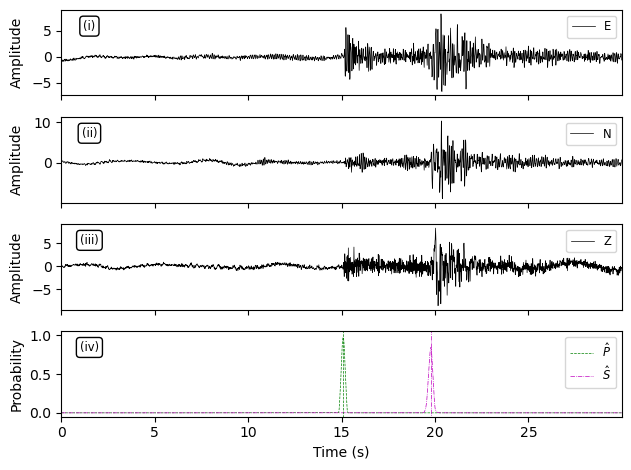 (i)
E
Amplitude
5
0
−5
(ii)
N
Amplitude
10
0
(iii)
Z
Amplitude
5
0
−5
(iv)
P̂
Ŝ
Probability
1.0
0.5
0.0
0 5 10 15 20 25
Time (s)